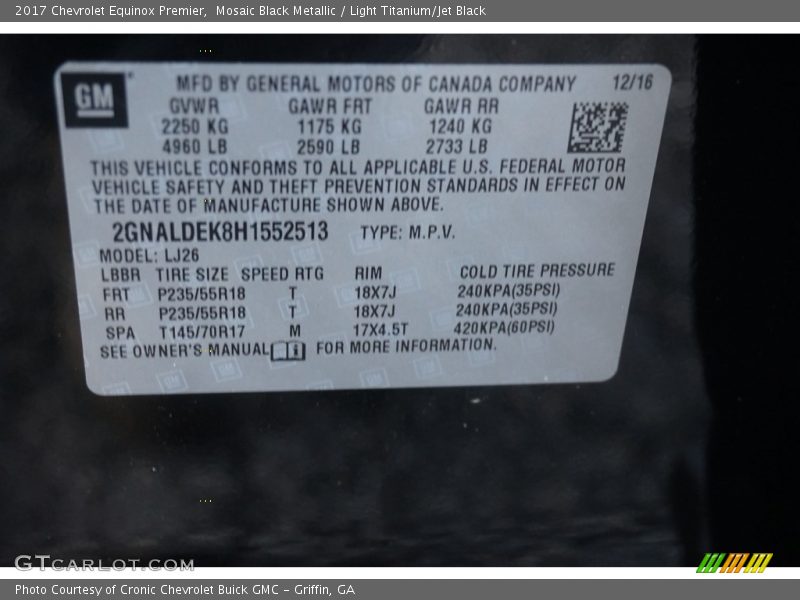 2017 Chevrolet Equinox Premier,  Mosaic Black Metallic / Light Titanium/Jet Black
GM
MFD BY GENERAL MOTORS OF CANADA COMPANY 12/16
GVWR GAWR FRT GAWR RR
2250 KG 1175 KG 1240 KG
4960 LB 2590 LB 2733 LB
THIS VEHICLE CONFORMS TO ALL APPLICABLE U.S. FEDERAL MOTOR
VEHICLE SAFETY AND THEFT PREVENTION STANDARDS IN EFFECT ON
THE DATE OF MANUFACTURE SHOWN ABOVE.
2GNALDEK8H1552513 TYPE: M.P.V.
MODEL: LJ26
LBBR TIRE SIZE SPEED RTG RIM COLD TIRE PRESSURE
FRT P235/55R18 T 18X7J 240KPA(35PSI)
RR P235/55R18 T 18X7J 240KPA(35PSI)
SPA T145/70R17 M 17X4.5T 420KPA(60PSI)
SEE OWNER'S MANUAL FOR MORE INFORMATION.
GTCARLOT.COM
Photo Courtesy of Cronic Chevrolet Buick GMC - Griffin, GA